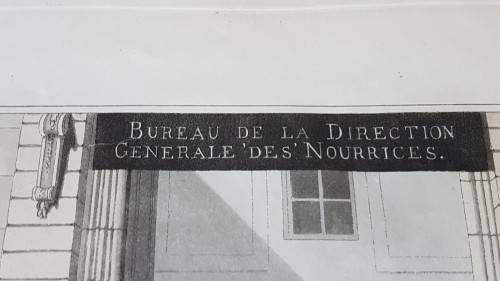 BUREAU DE LA DIRECTION
GENERALE 'DES' NOURRICES.